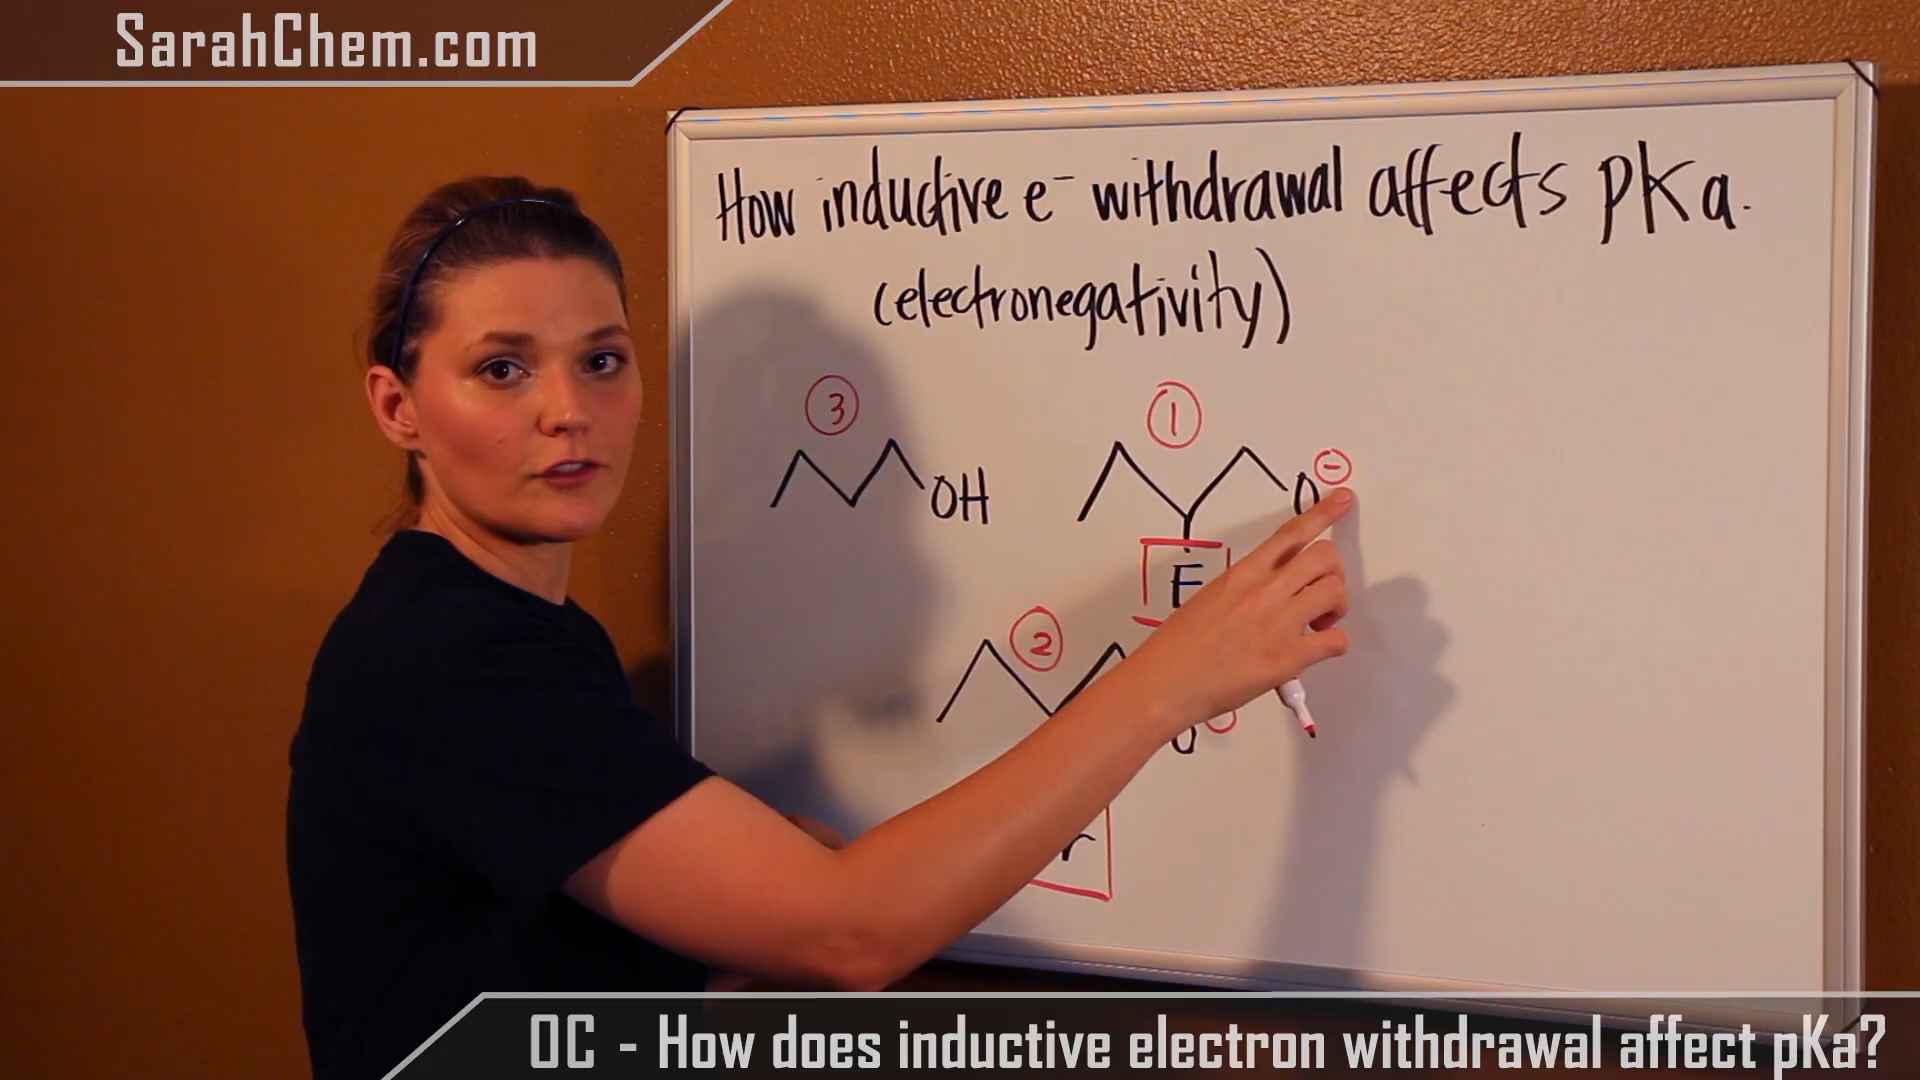 SarahChem.com
How inductive e⁻ withdrawal affects pKa.
(electronegativity)
3
1
OH
O⁻
F
2
O
r
OC - How does inductive electron withdrawal affect pKa?